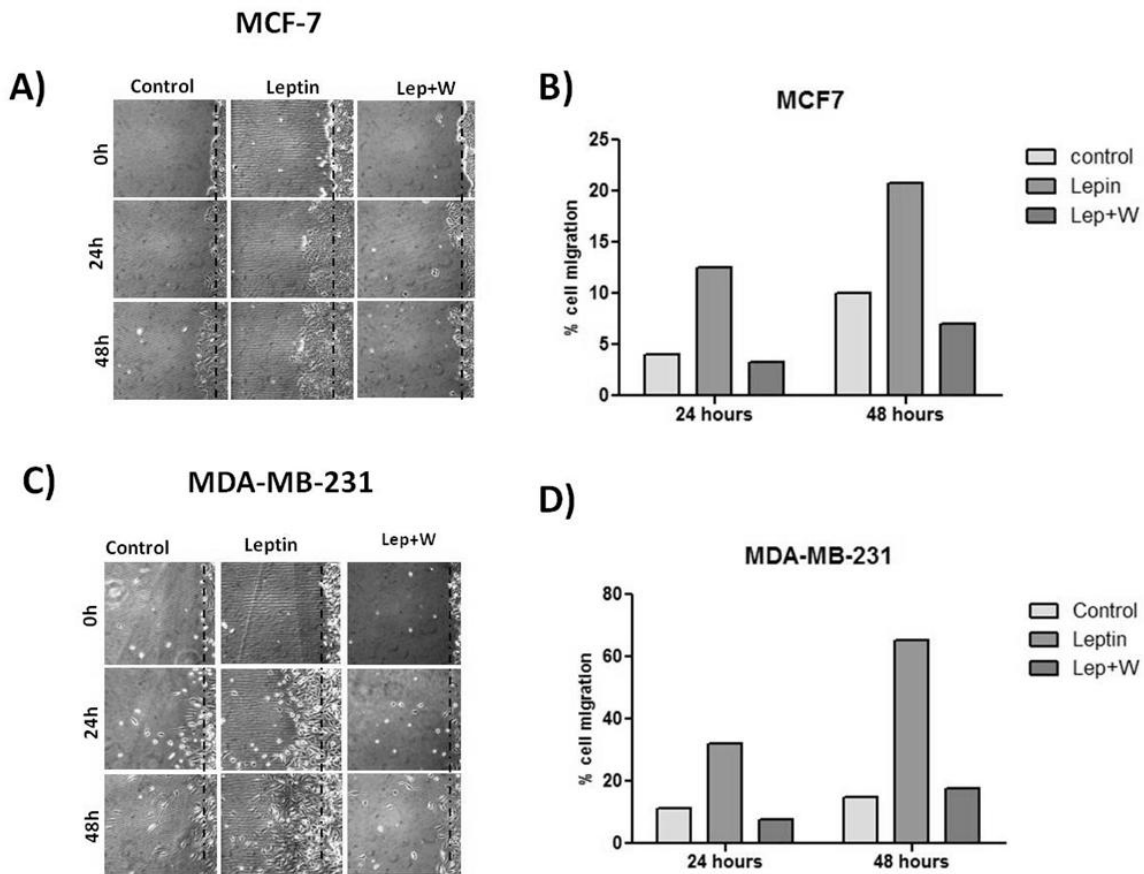 MCF-7
A)
Control Leptin Lep+W
0h
24h
48h
B)
MCF7
25
20
15
10
5
0
% cell migration
24 hours 48 hours
control
Lepin
Lep+W
C)
MDA-MB-231
Control Leptin Lep+W
0h
24h
48h
D)
MDA-MB-231
80
60
40
20
0
% cell migration
24 hours 48 hours
Control
Leptin
Lep+W